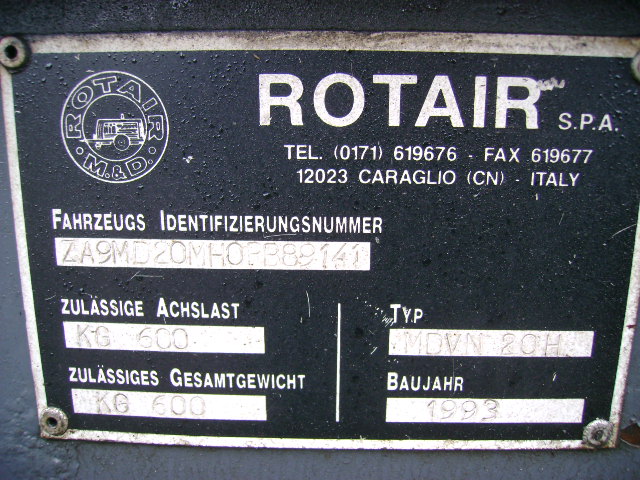 ROTAIR
M.&D.
ROTAIR S.P.A.
TEL. (0171) 619676 - FAX 619677
12023 CARAGLIO (CN) - ITALY
FAHRZEUGS IDENTIFIZIERUNGSNUMMER
ZULÄSSIGE ACHSLAST
KG 600
TYP
MDVN 20H
ZULÄSSIGES GESAMTGEWICHT
KG 600
BAUJAHR
1993